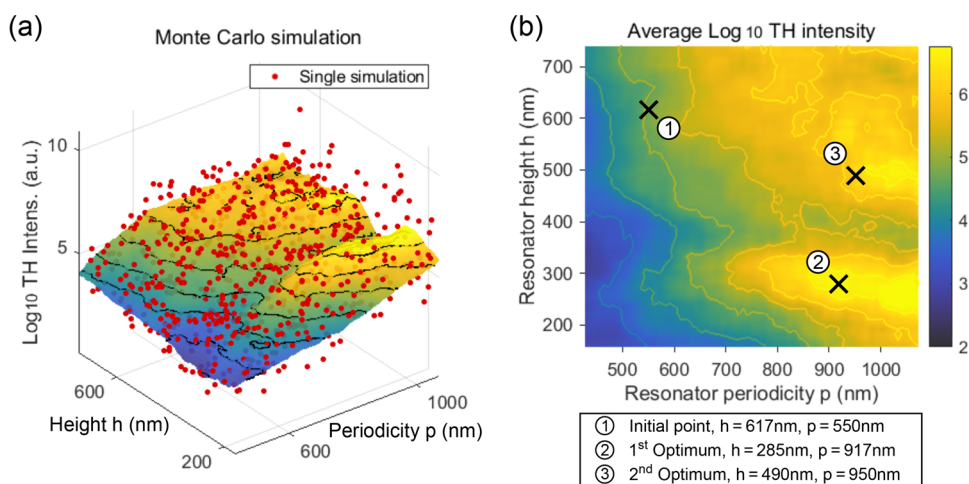 (a)
Monte Carlo simulation
Single simulation
Log10 TH Intens. (a.u.)
10
5
600
200
Height h (nm)
600
1000
Periodicity p (nm)
(b)
Average Log 10 TH intensity
Resonator height h (nm)
700
600
500
400
300
200
1
3
2
500 600 700 800 900 1000
Resonator periodicity p (nm)
6
5
4
3
2
1 Initial point, h = 617nm, p = 550nm
2 1st Optimum, h = 285nm, p = 917nm
3 2nd Optimum, h = 490nm, p = 950nm